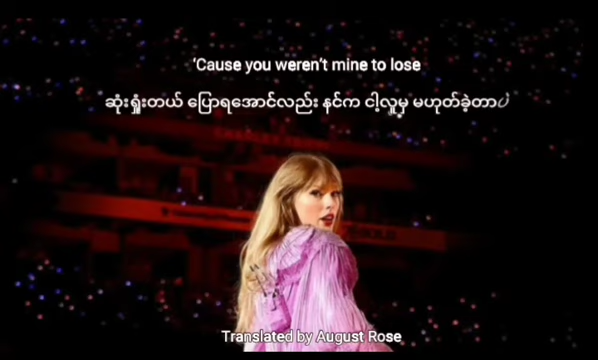 'Cause you weren't mine to lose
ဆုံးရှုံးတယ် ပြောရအောင်လည်း နင်က ငါ့လူမှ မဟုတ်ခဲ့တာပဲ
Translated by August Rose